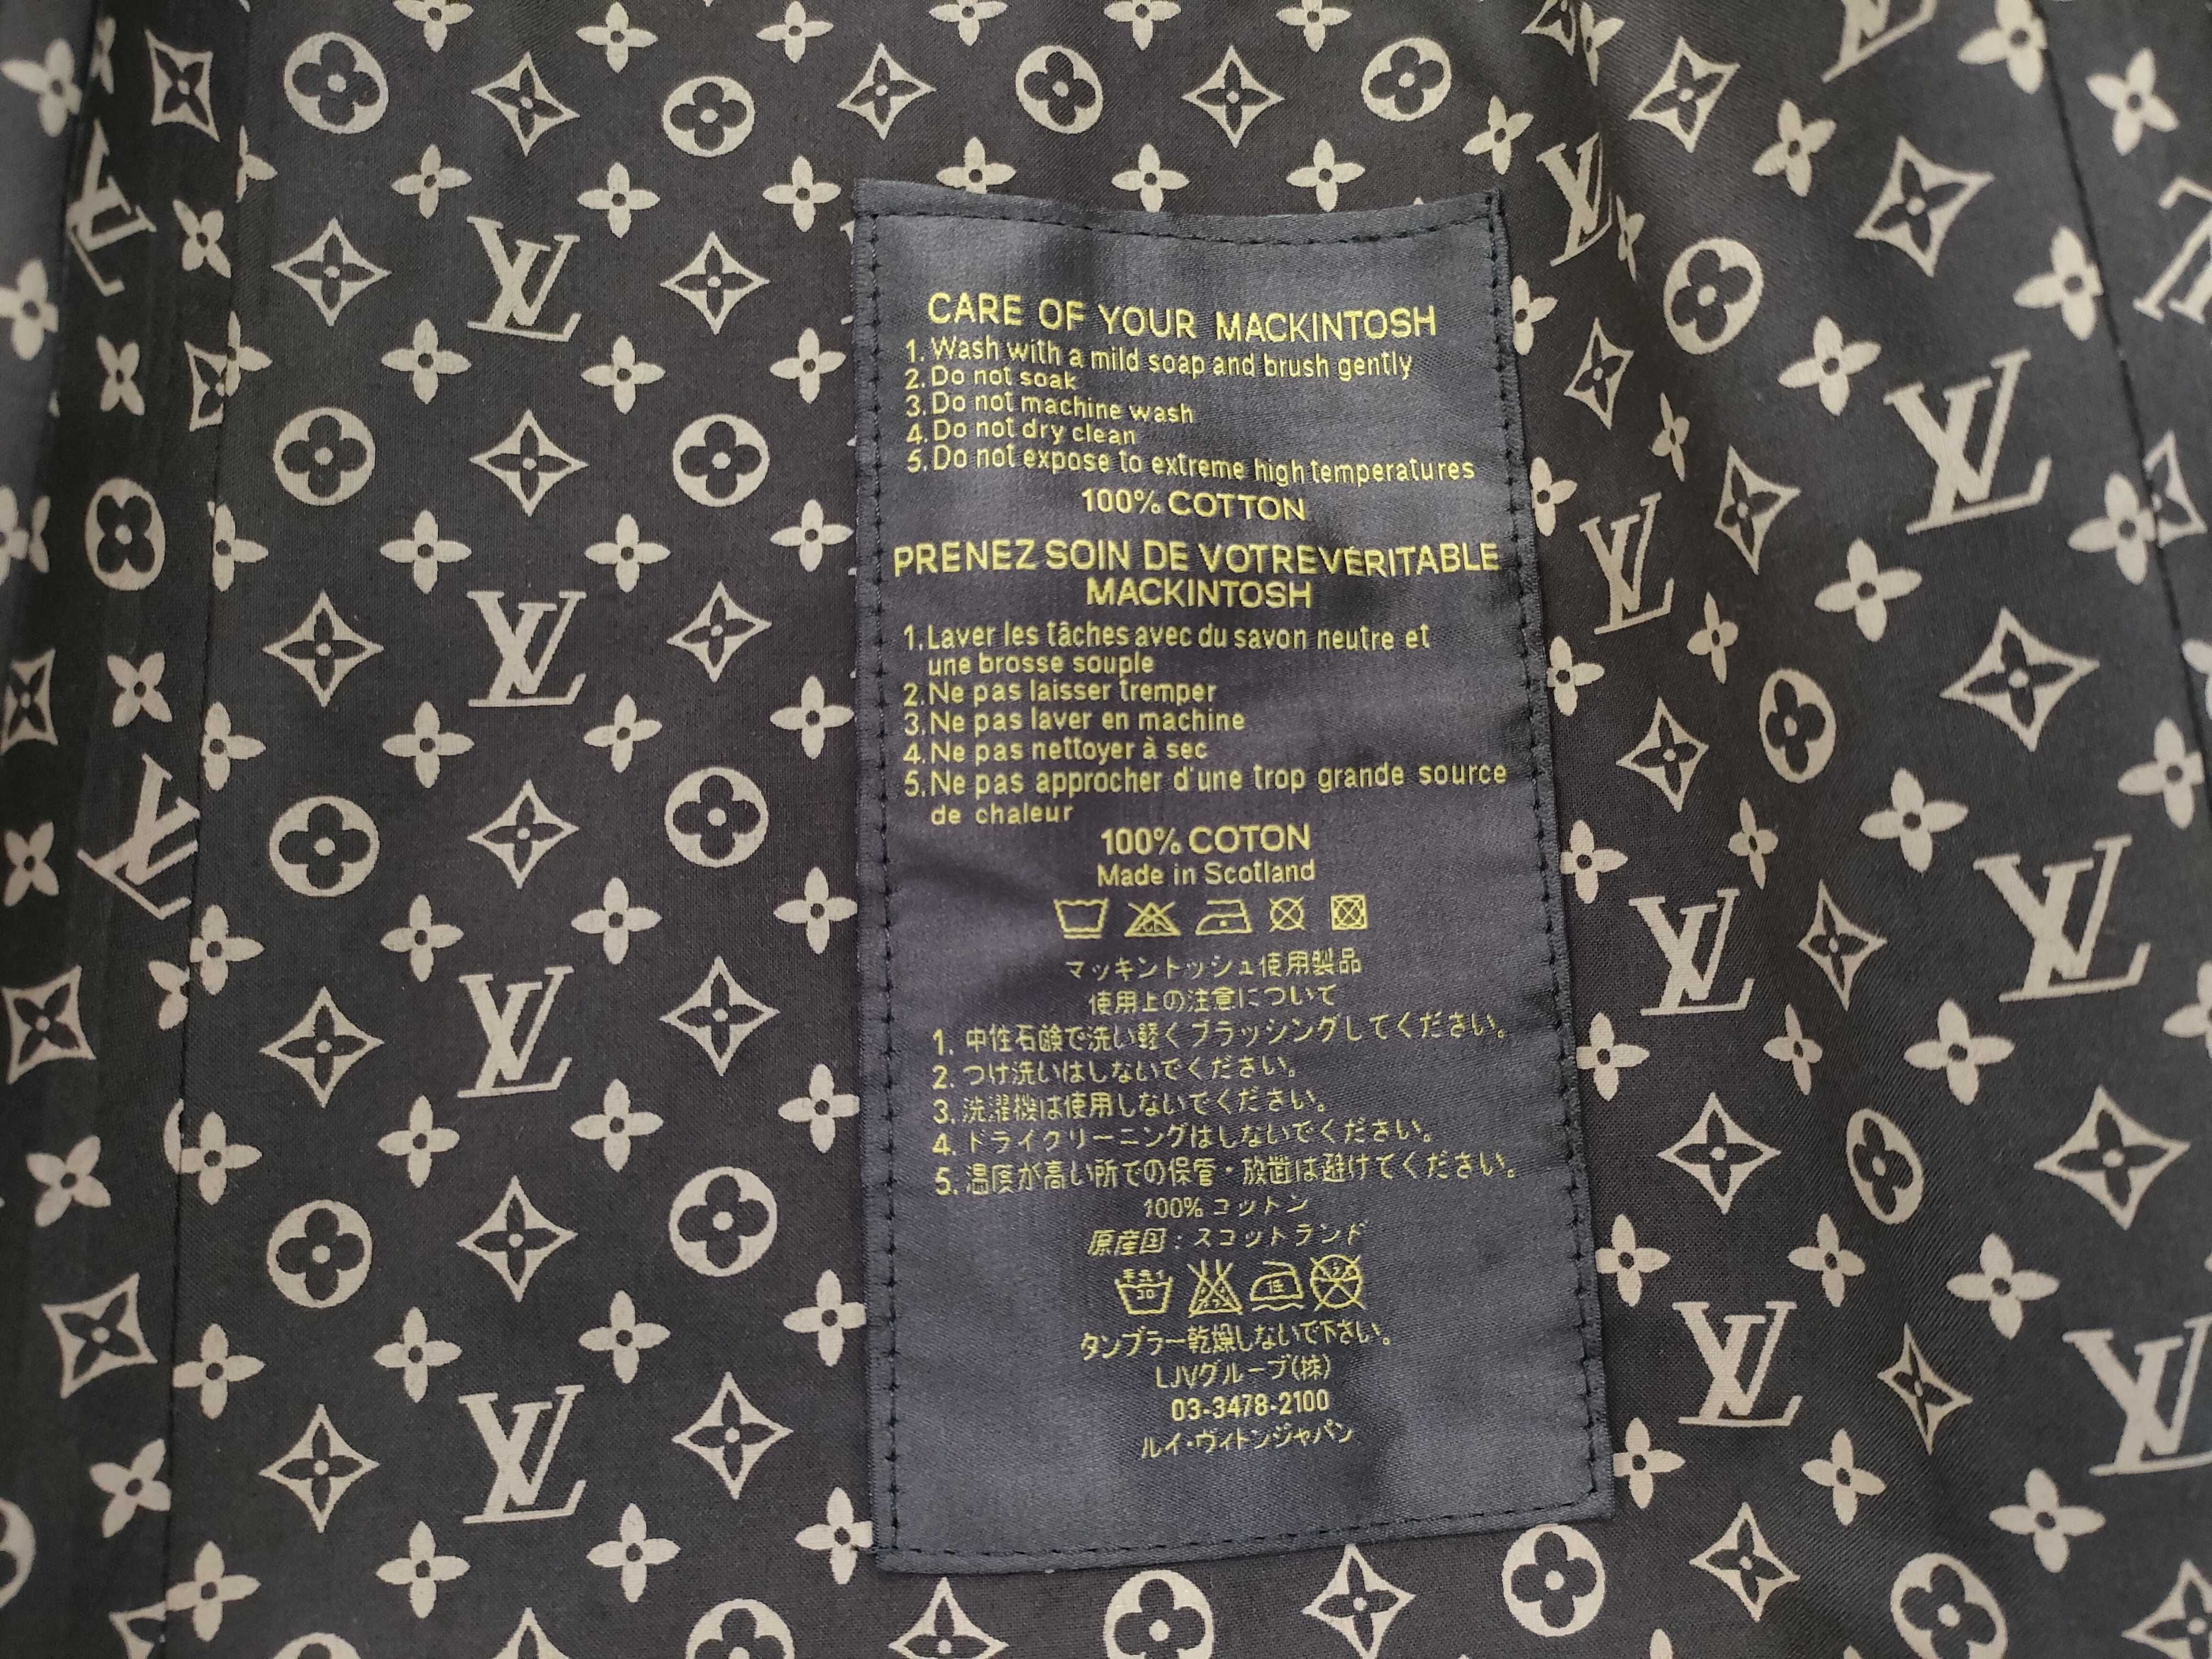 CARE OF YOUR MACKINTOSH
1. Wash with a mild soap and brush gently
2. Do not soak
3. Do not machine wash
4. Do not dry clean
5. Do not expose to extreme high temperatures
100% COTTON
PRENEZ SOIN DE VOTRE VÉRITABLE
MACKINTOSH
1. Laver les tâches avec du savon neutre et
une brosse souple
2. Ne pas laisser tremper
3. Ne pas laver en machine
4. Ne pas nettoyer à sec
5. Ne pas approcher d'une trop grande source
de chaleur
100% COTON
Made in Scotland
マッキントッシュ使用製品
使用上の注意について
1. 中性石鹸で洗い軽くブラッシングしてください。
2. つけ洗いはしないでください。
3. 洗濯機は使用しないでください。
4. ドライクリーニングはしないでください。
5. 温度が高い所での保管・放置は避けてください。
100% コットン
原産国：スコットランド
手洗イ 30 低
タンブラー乾燥しないで下さい。
LJVグループ(株)
03-3478-2100
ルイ・ヴィトンジャパン